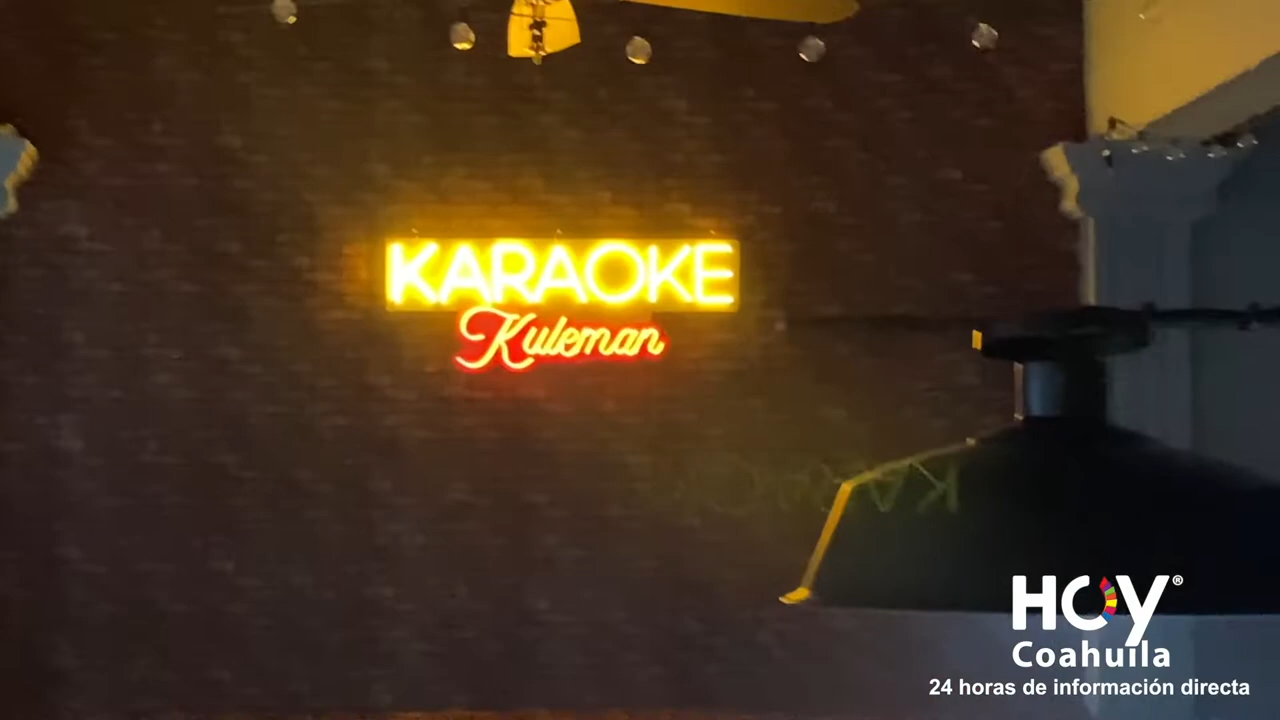 KARAOKE
Kuleman
HOY®
Coahuila
24 horas de información directa